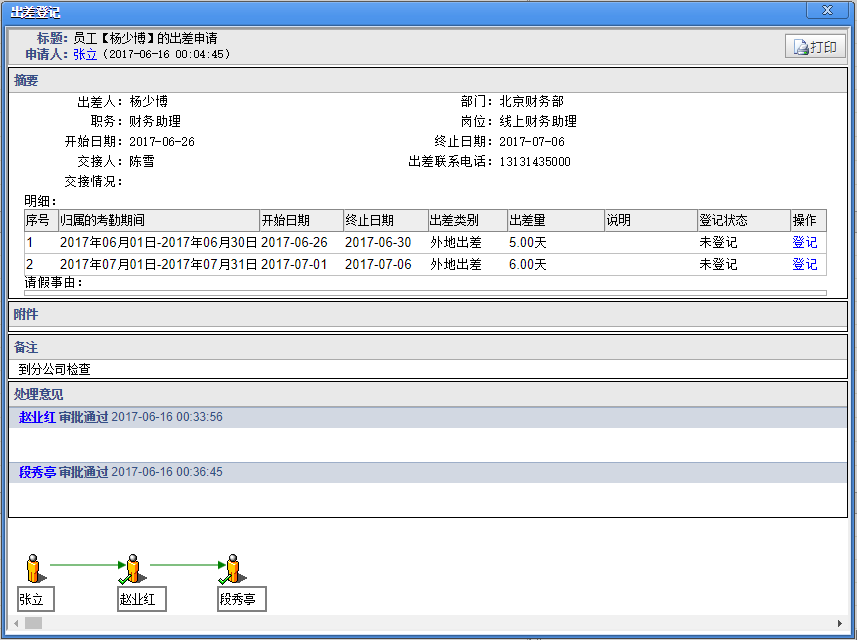 出差登记
X
标题：员工【杨少博】的出差申请
申请人：张立（2017-06-16 00:04:45）
打印
摘要
出差人：杨少博 部门：北京财务部
职务：财务助理 岗位：线上财务助理
开始日期：2017-06-26 终止日期：2017-07-06
交接人：陈雪 出差联系电话：13131435000
交接情况：
明细：
序号 归属的考勤期间 开始日期 终止日期 出差类别 出差量 说明 登记状态 操作
1 2017年06月01日-2017年06月30日 2017-06-26 2017-06-30 外地出差 5.00天 未登记 登记
2 2017年07月01日-2017年07月31日 2017-07-01 2017-07-06 外地出差 6.00天 未登记 登记
请假事由：
附件
备注
到分公司检查
处理意见
赵业红 审批通过 2017-06-16 00:33:56
段秀亭 审批通过 2017-06-16 00:36:45
张立 赵业红 段秀亭